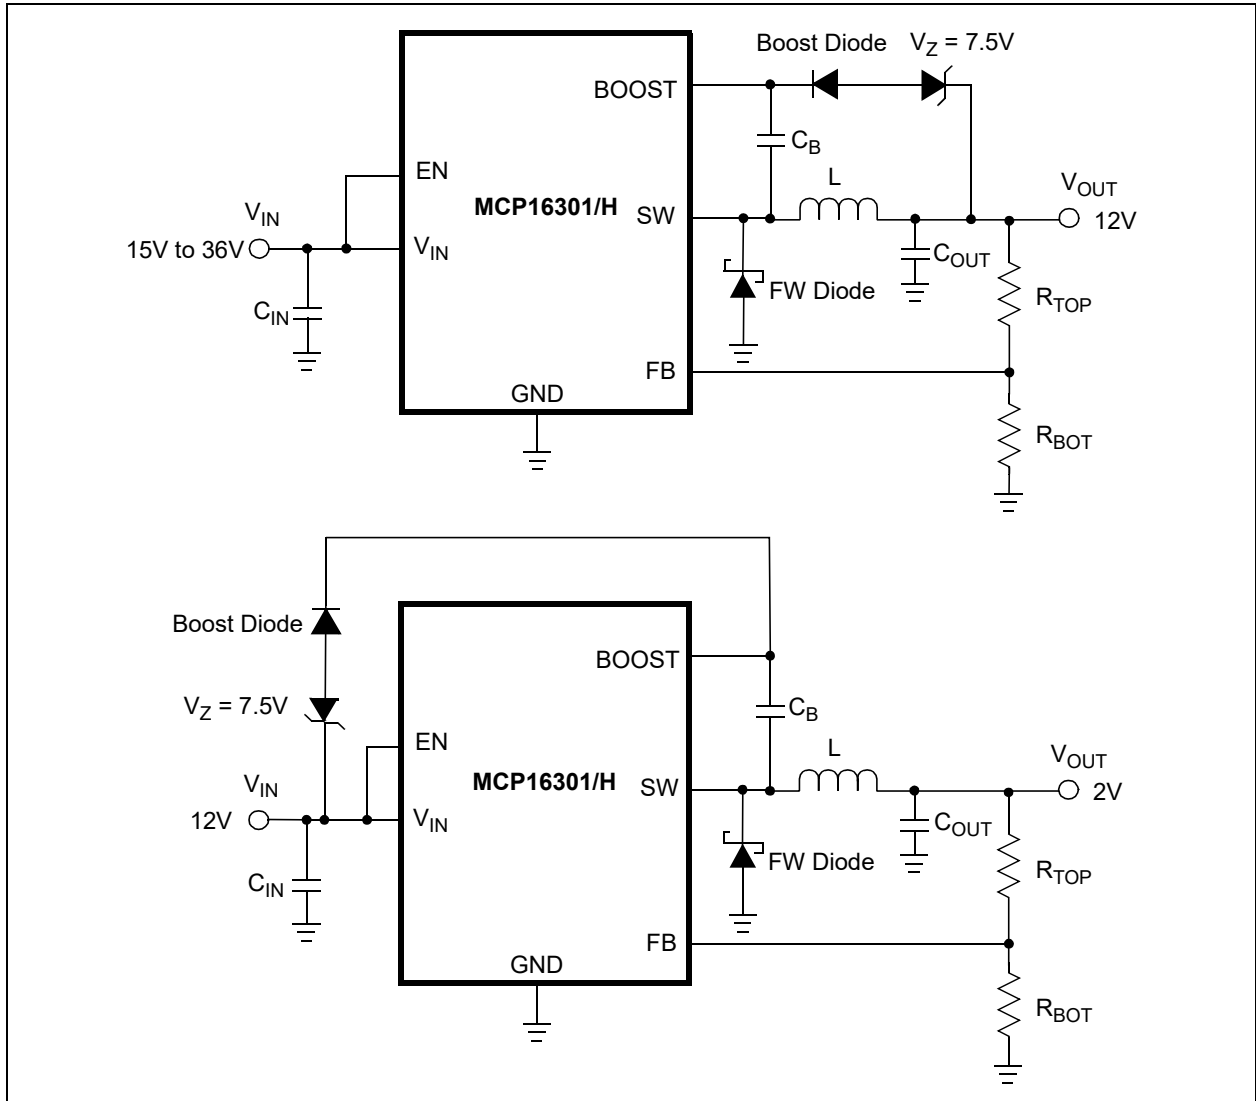 Boost Diode
V_Z = 7.5V
BOOST
C_B
EN
L
V_OUT
MCP16301/H
SW
12V
V_IN
15V to 36V
V_IN
C_OUT
FW Diode
R_TOP
C_IN
FB
GND
R_BOT
Boost Diode
BOOST
V_Z = 7.5V
C_B
EN
L
V_OUT
V_IN
MCP16301/H
SW
2V
12V
V_IN
C_OUT
FW Diode
R_TOP
C_IN
FB
GND
R_BOT